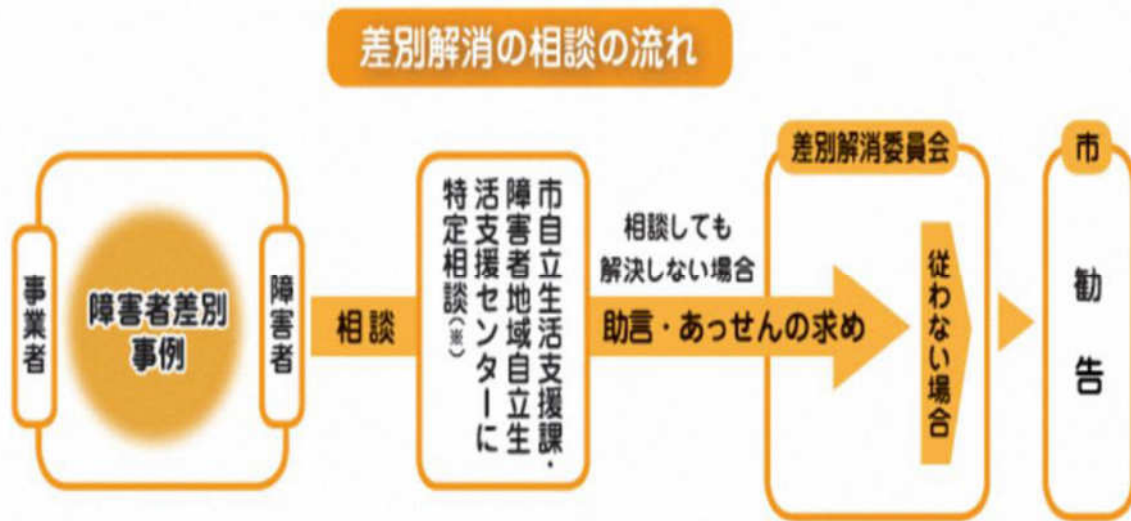 差別解消の相談の流れ
事業者
障害者差別
事例
障害者
相談
市自立生活支援課・
障害者地域自立生
活支援センターに
特定相談(※)
相談しても
解決しない場合
助言・あっせんの求め
差別解消委員会
従わない場合
市
勧告